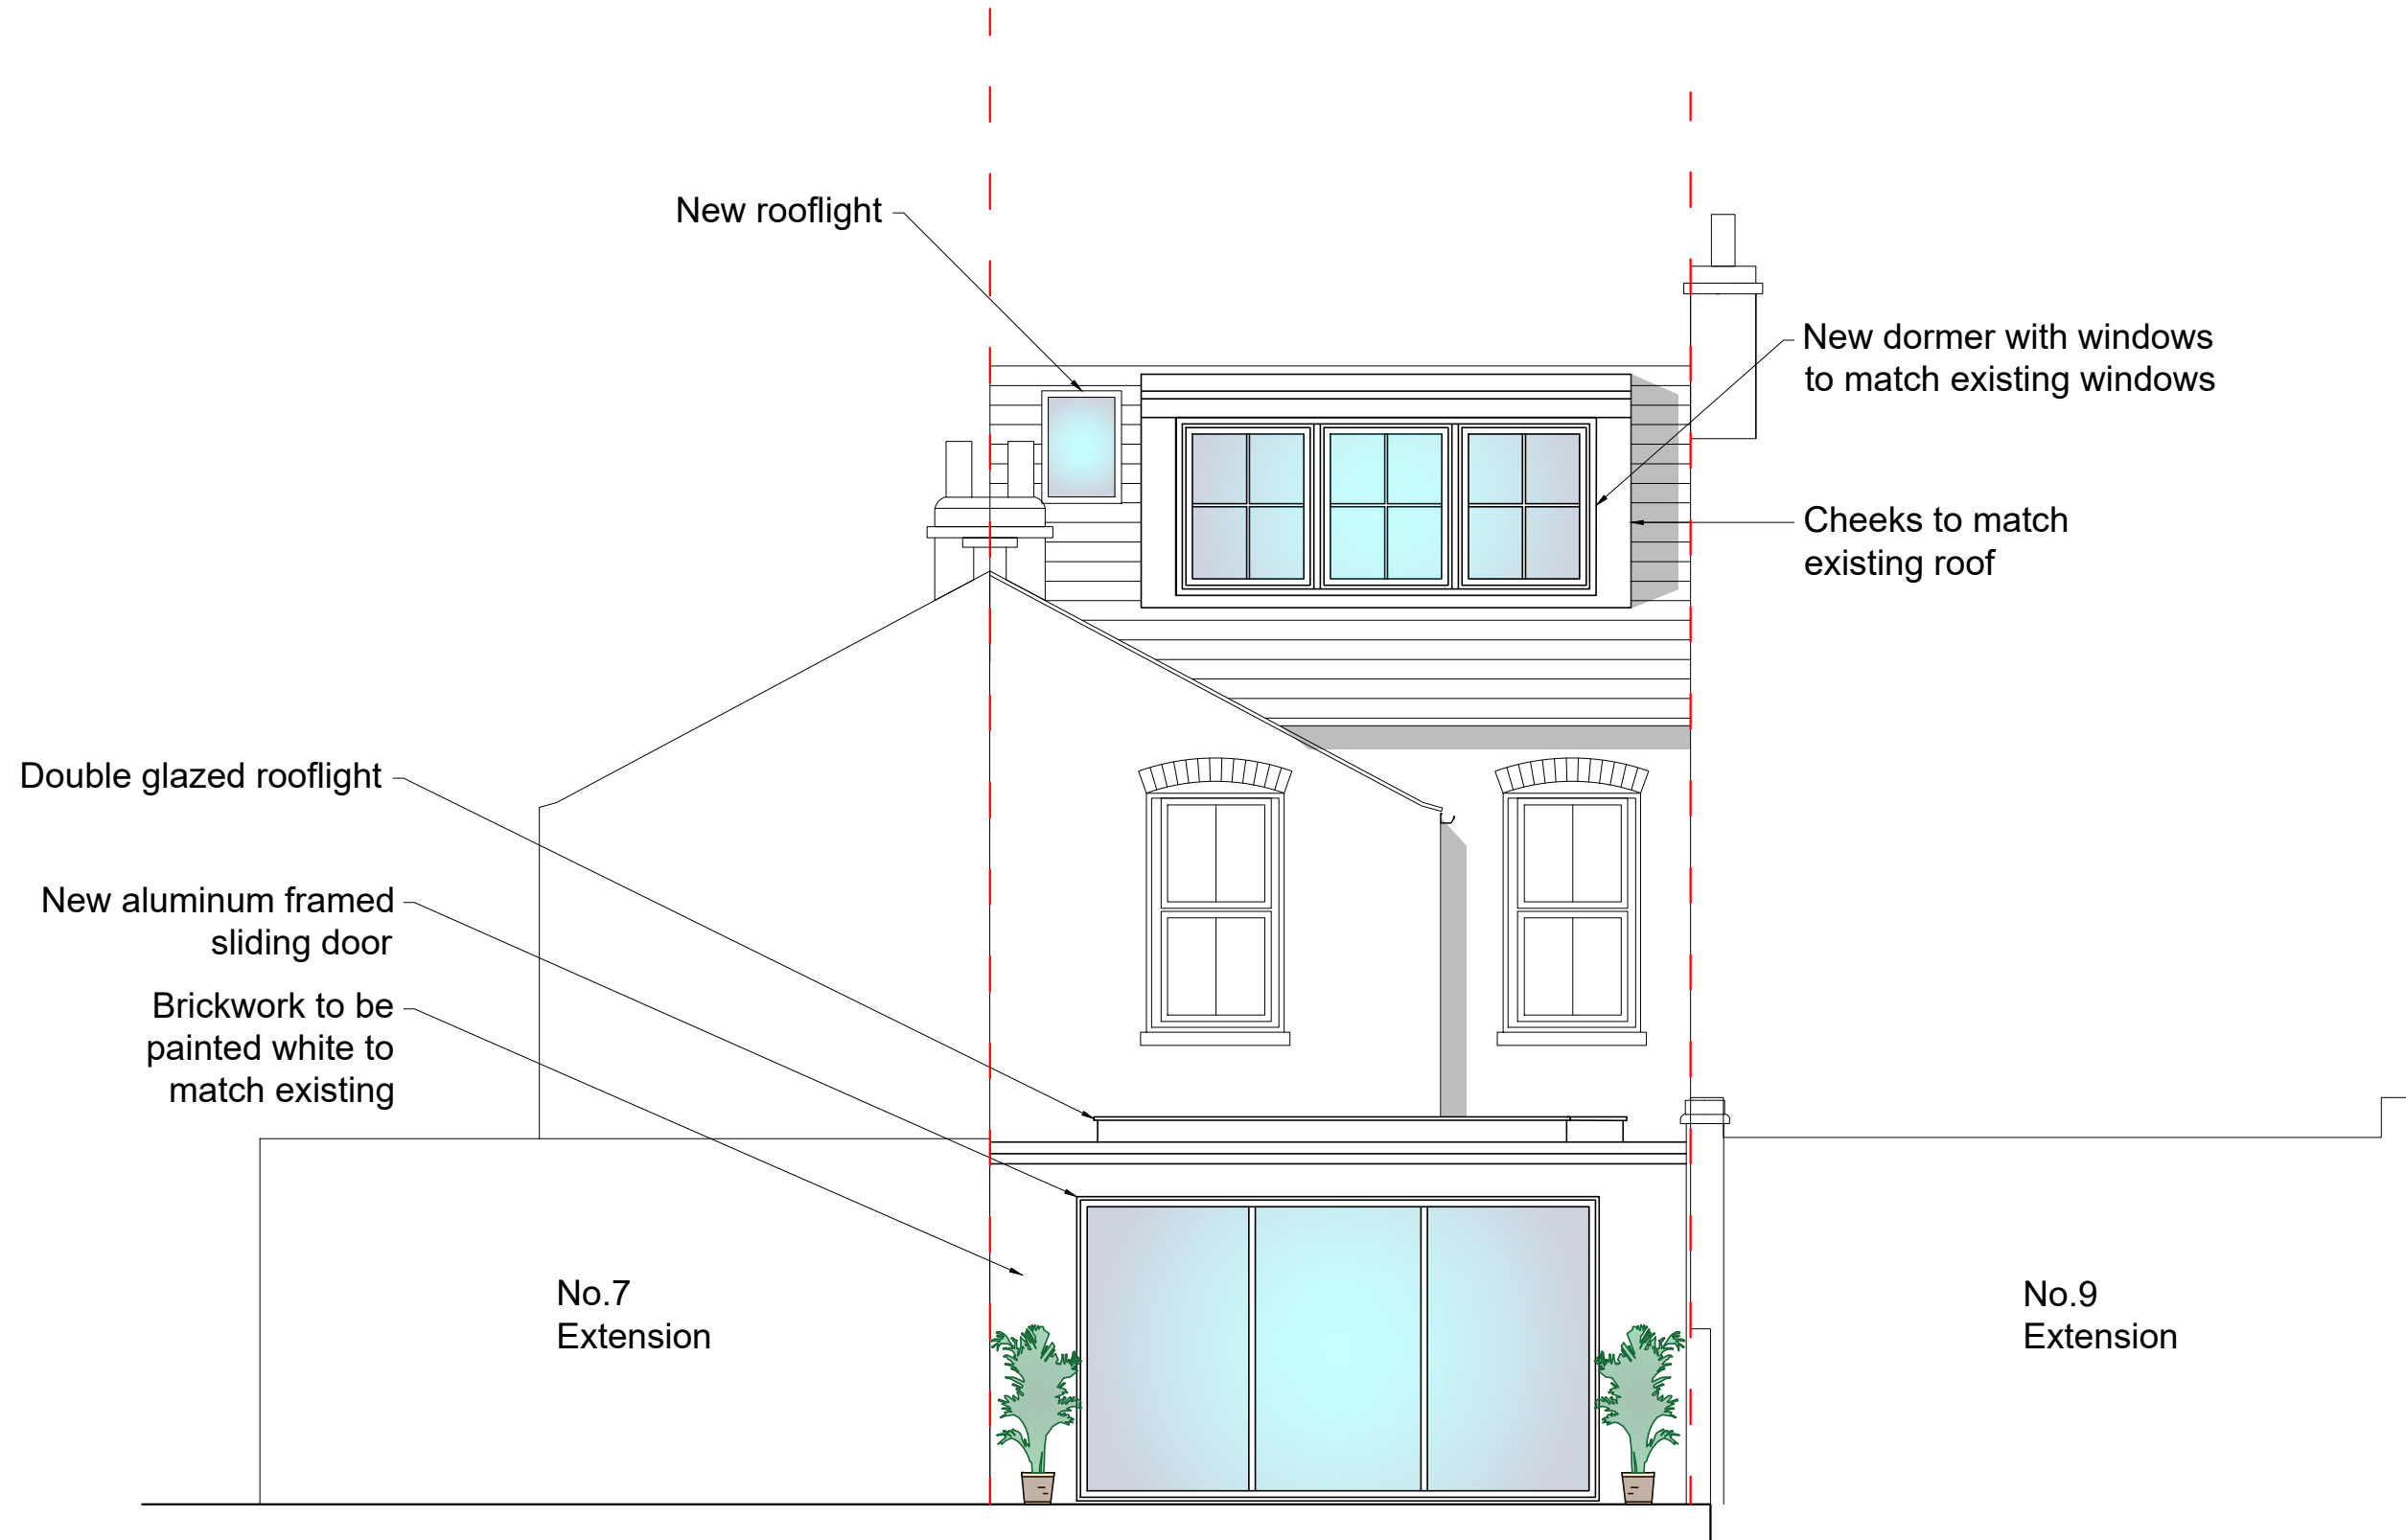 New rooflight
New dormer with windows
to match existing windows
Cheeks to match
existing roof
Double glazed rooflight
New aluminum framed
sliding door
Brickwork to be
painted white to
match existing
No.7
Extension
No.9
Extension